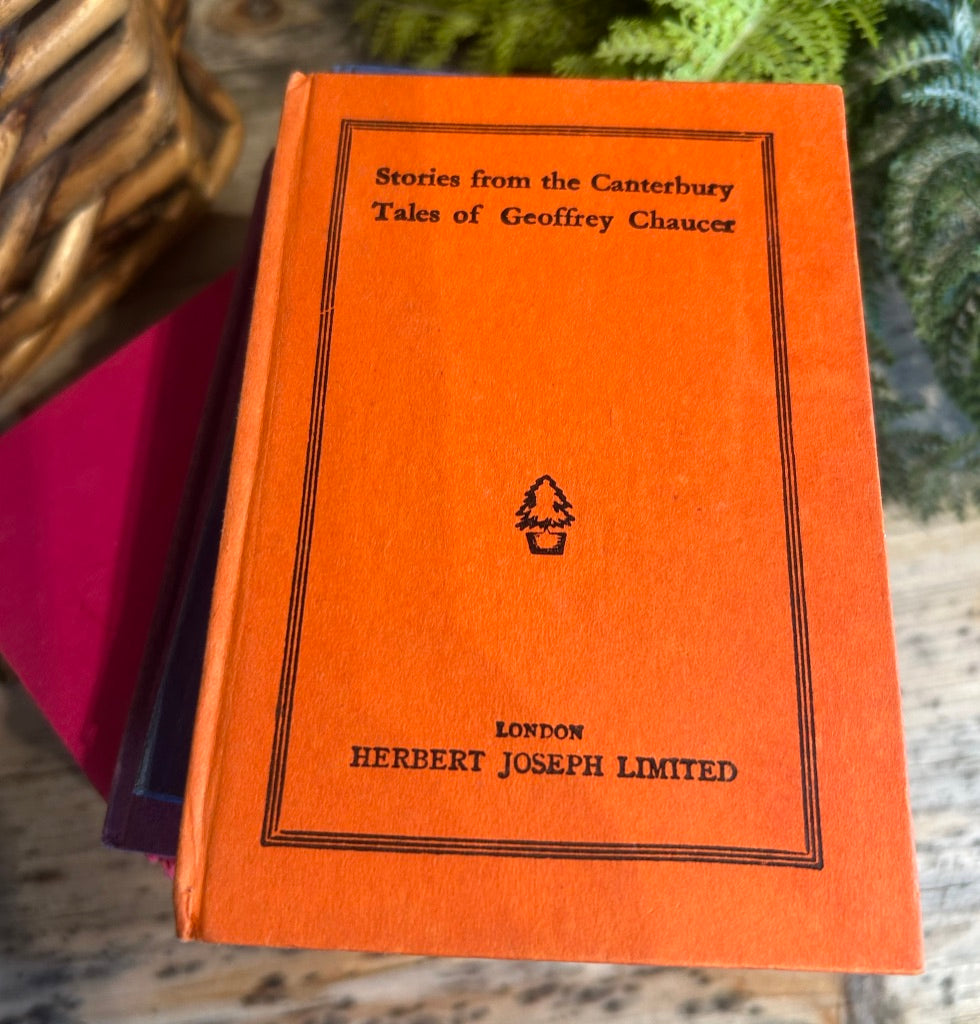 Stories from the Canterbury
Tales of Geoffrey Chaucer
LONDON
HERBERT JOSEPH LIMITED